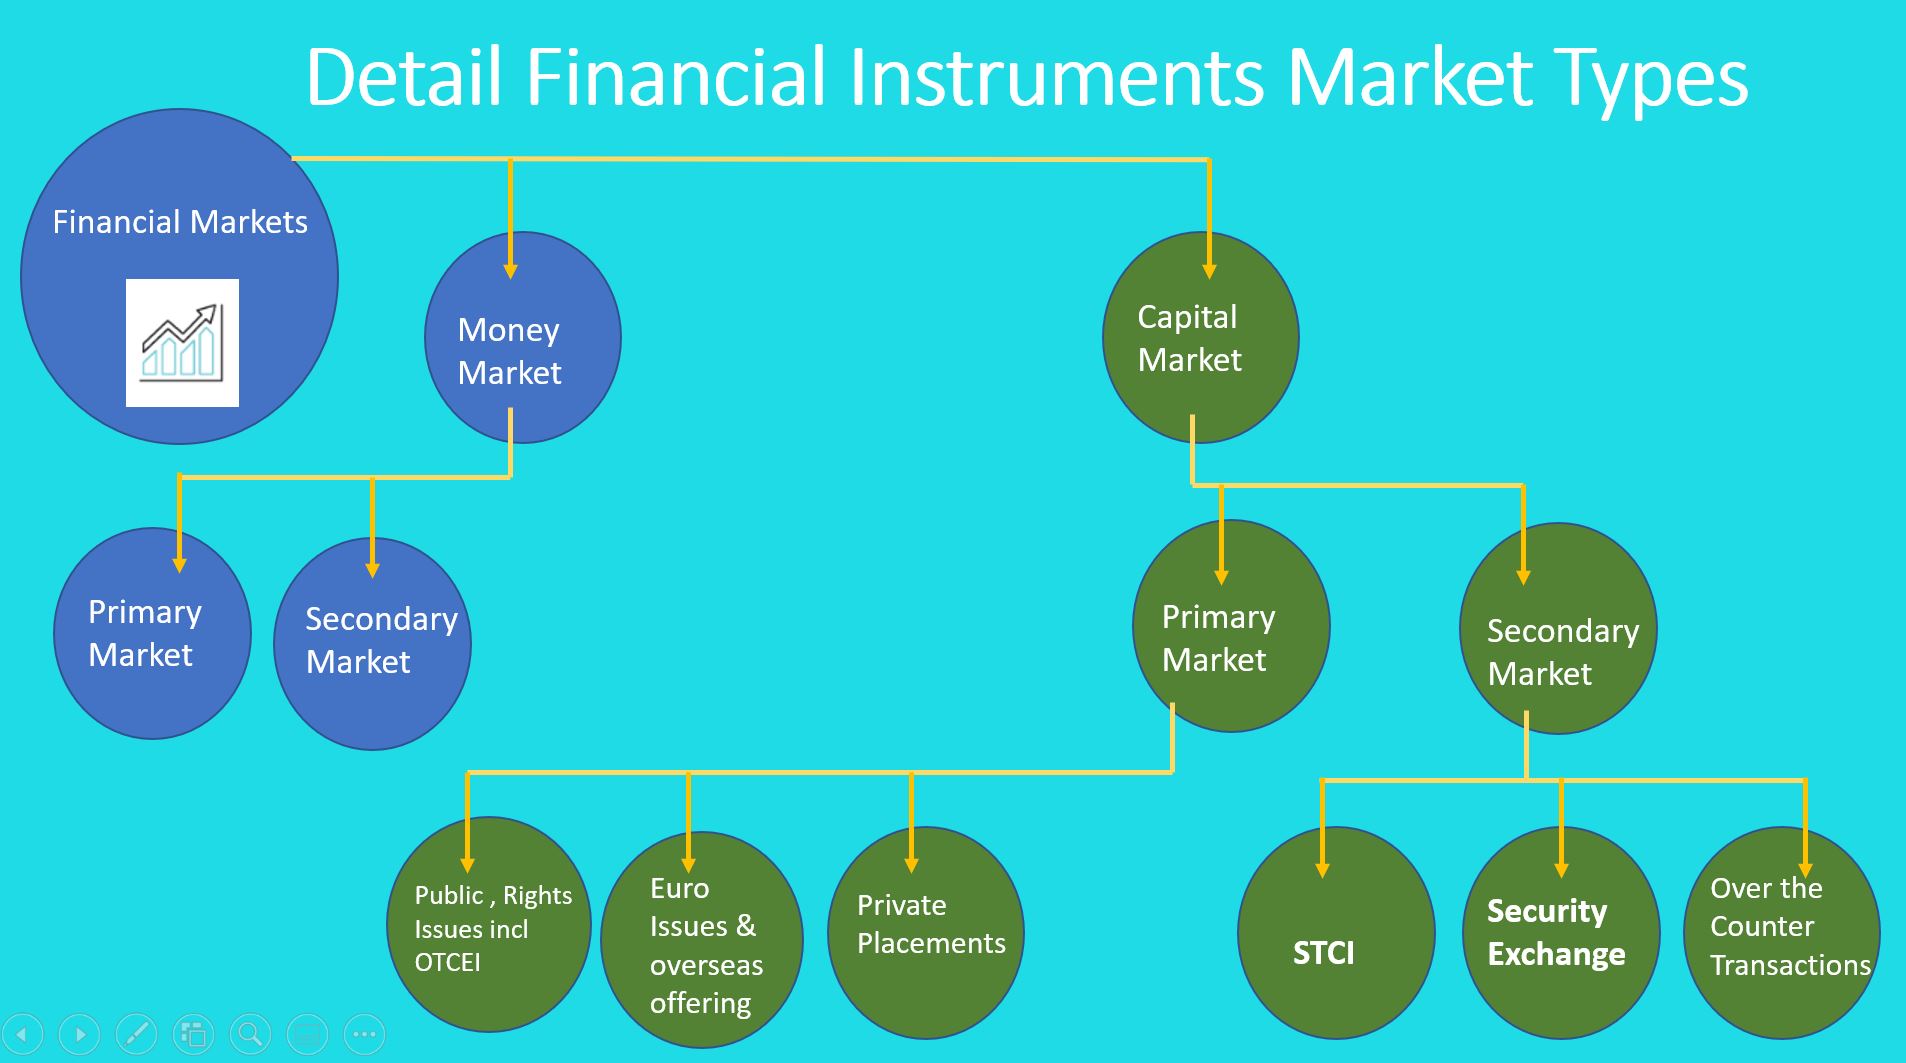 Detail Financial Instruments Market Types
Financial Markets
Money
Market
Capital
Market
Primary
Market
Secondary
Market
Primary
Market
Secondary
Market
Public , Rights
Issues incl
OTCEI
Euro
Issues &
overseas
offering
Private
Placements
STCI
Security
Exchange
Over the
Counter
Transactions